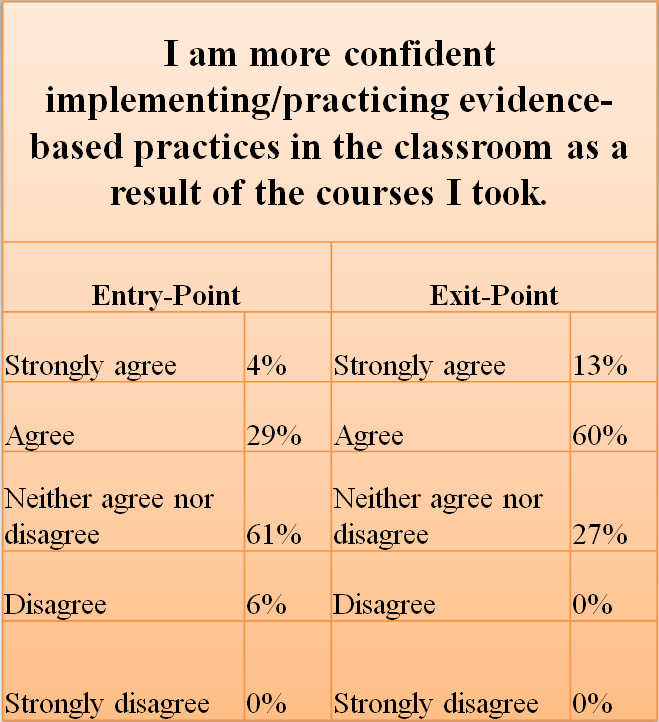 I am more confident
implementing/practicing evidence-
based practices in the classroom as a
result of the courses I took.
Entry-Point Exit-Point
Strongly agree 4% Strongly agree 13%
Agree 29% Agree 60%
Neither agree nor Neither agree nor
disagree 61% disagree 27%
Disagree 6% Disagree 0%
Strongly disagree 0% Strongly disagree 0%